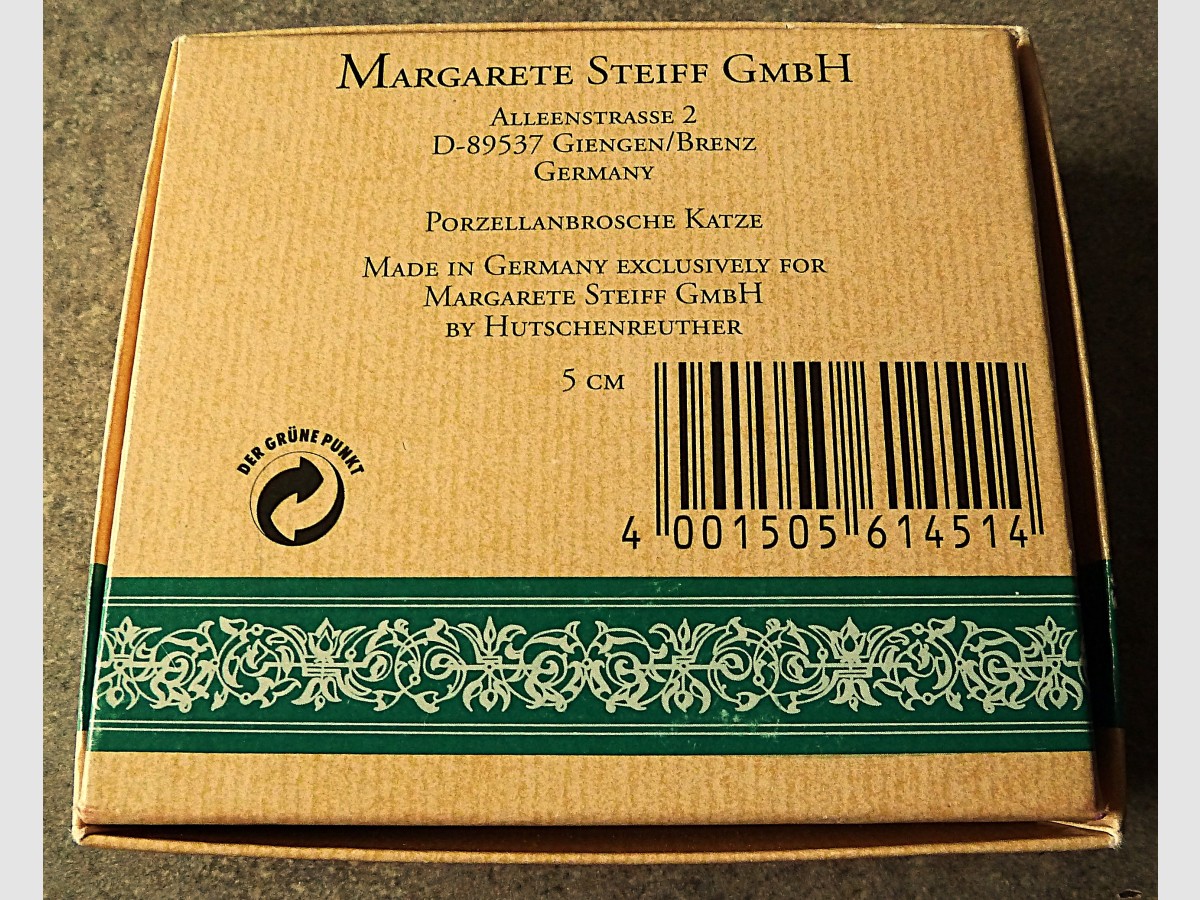 Margarete Steiff GmbH
Alleenstrasse 2
D-89537 Giengen/Brenz
Germany
Porzellanbrosche Katze
Made in Germany exclusively for
Margarete Steiff GmbH
by Hutschenreuther
5 cm
DER GRÜNE PUNKT
4 001505 614514